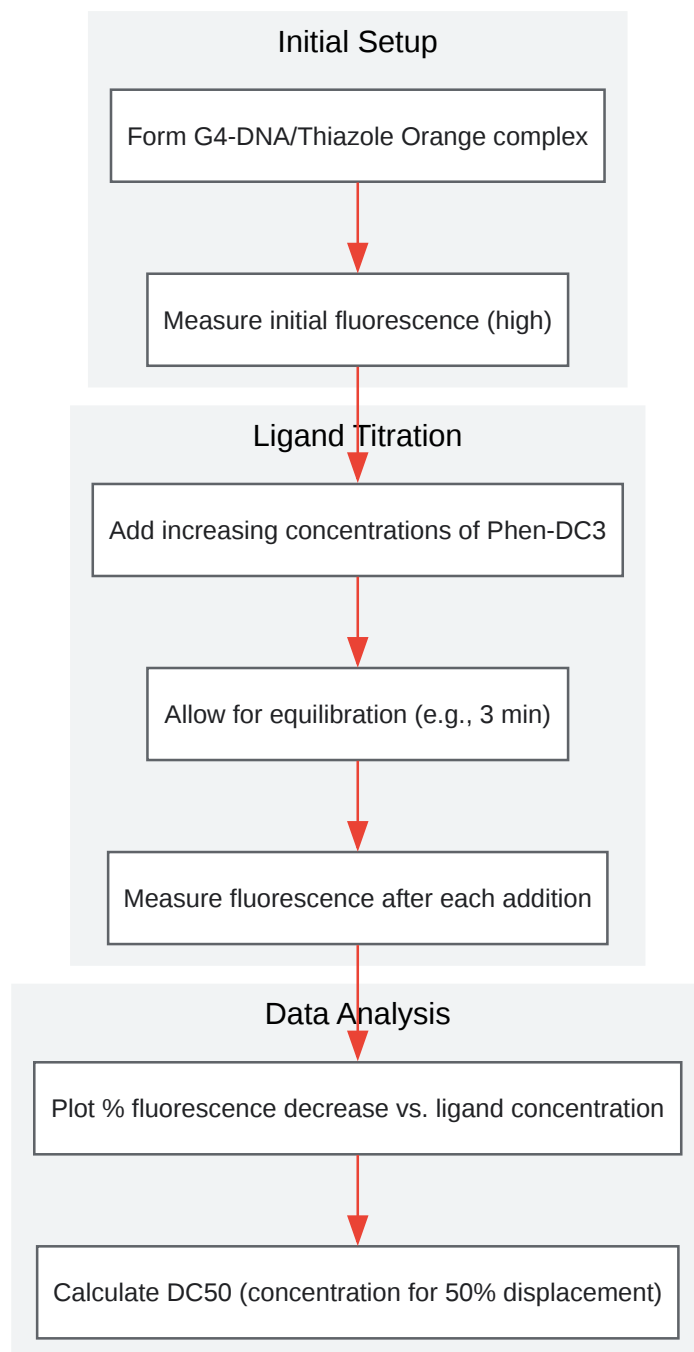 Initial Setup
Form G4-DNA/Thiazole Orange complex
Measure initial fluorescence (high)
Ligand Titration
Add increasing concentrations of Phen-DC3
Allow for equilibration (e.g., 3 min)
Measure fluorescence after each addition
Data Analysis
Plot % fluorescence decrease vs. ligand concentration
Calculate DC50 (concentration for 50% displacement)